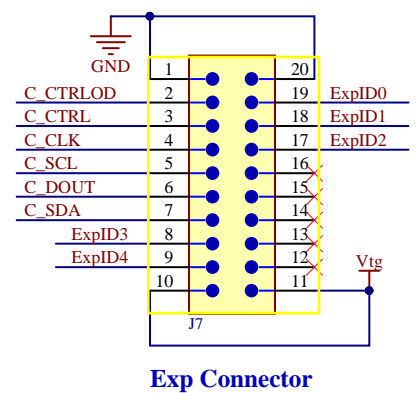 GND
1 20
C_CTRLOD 2 19 ExpID0
C_CTRL 3 18 ExpID1
C_CLK 4 17 ExpID2
C_SCL 5 16
C_DOUT 6 15
C_SDA 7 14
ExpID3 8 13
ExpID4 9 12 Vtg
10 11
J7
Exp Connector